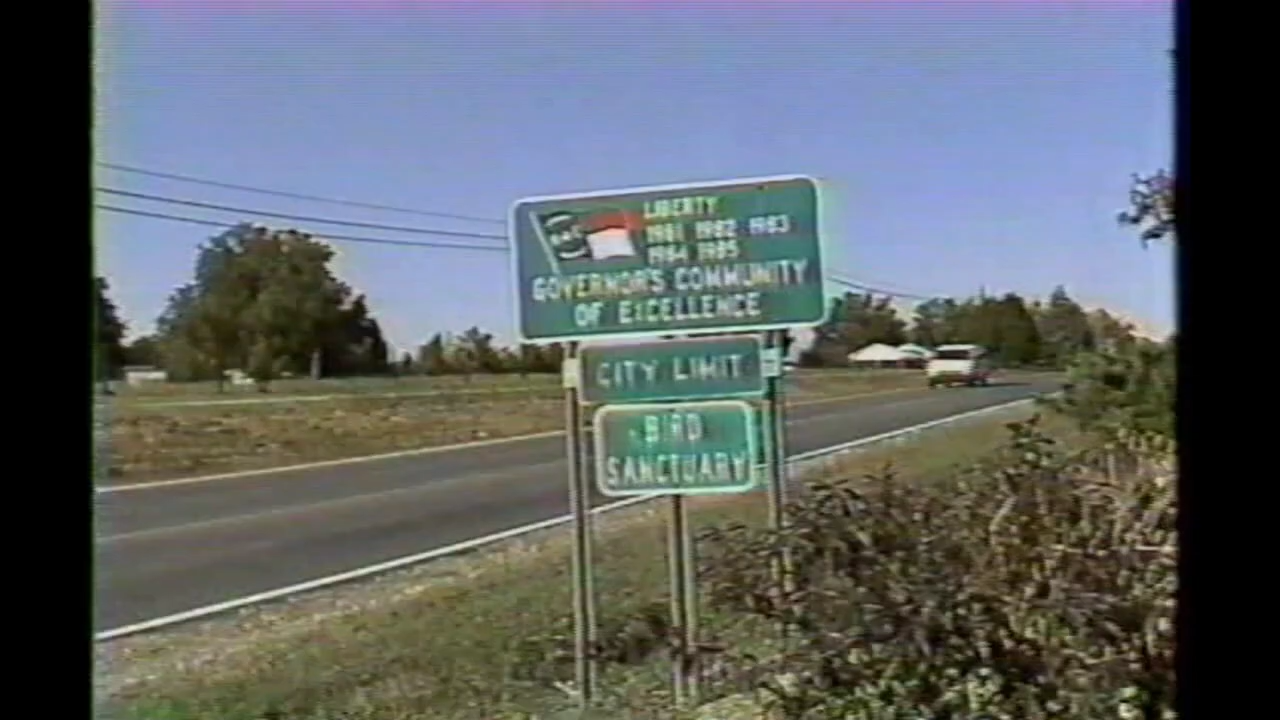 LIBERTY
1981 1982 1983
1984 1985
GOVERNOR'S COMMUNITY
OF EXCELLENCE
CITY LIMIT
BIRD
SANCTUARY